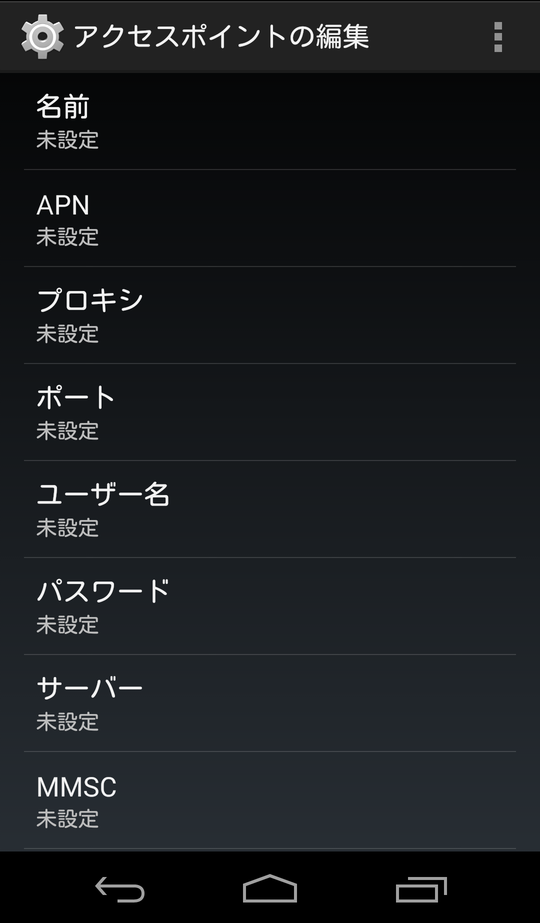 アクセスポイントの編集
名前
未設定
APN
未設定
プロキシ
未設定
ポート
未設定
ユーザー名
未設定
パスワード
未設定
サーバー
未設定
MMSC
未設定